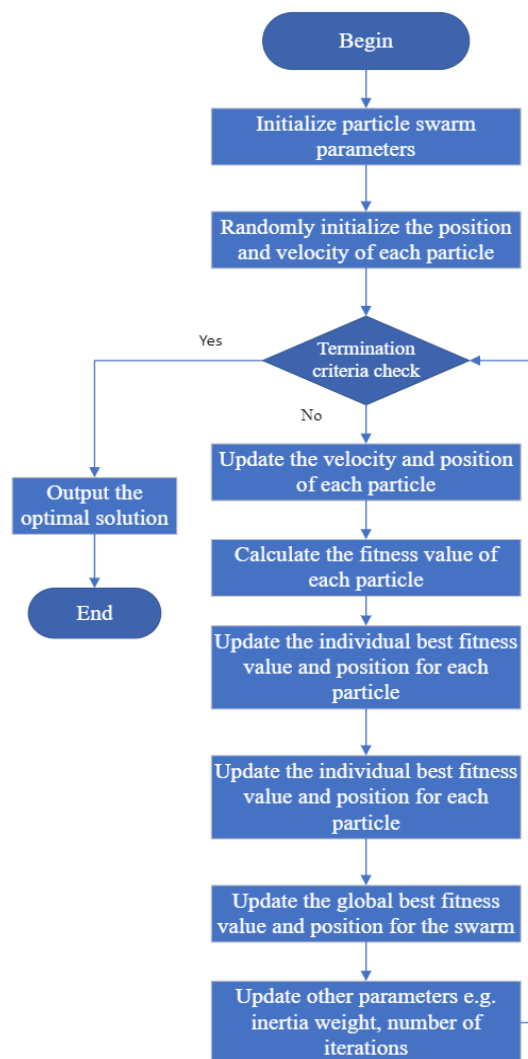 Begin
Initialize particle swarm
parameters
Randomly initialize the position
and velocity of each particle
Termination
criteria check
Yes
No
Output the
optimal solution
End
Update the velocity and position
of each particle
Calculate the fitness value of
each particle
Update the individual best fitness
value and position for each
particle
Update the individual best fitness
value and position for each
particle
Update the global best fitness
value and position for the swarm
Update other parameters e.g.
inertia weight, number of
iterations